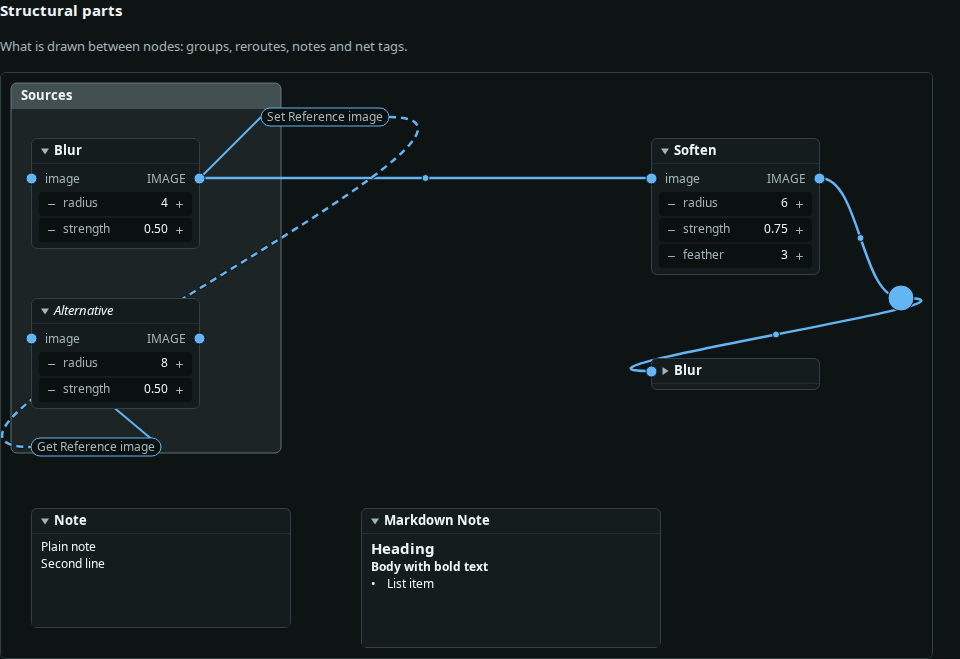 Structural parts
What is drawn between nodes: groups, reroutes, notes and net tags.
Sources
Set Reference image
Blur
image IMAGE
− radius 4 +
− strength 0.50 +
Soften
image IMAGE
− radius 6 +
− strength 0.75 +
− feather 3 +
Alternative
image IMAGE
− radius 8 +
− strength 0.50 +
Blur
Get Reference image
Note
Plain note
Second line
Markdown Note
Heading
Body with bold text
• List item